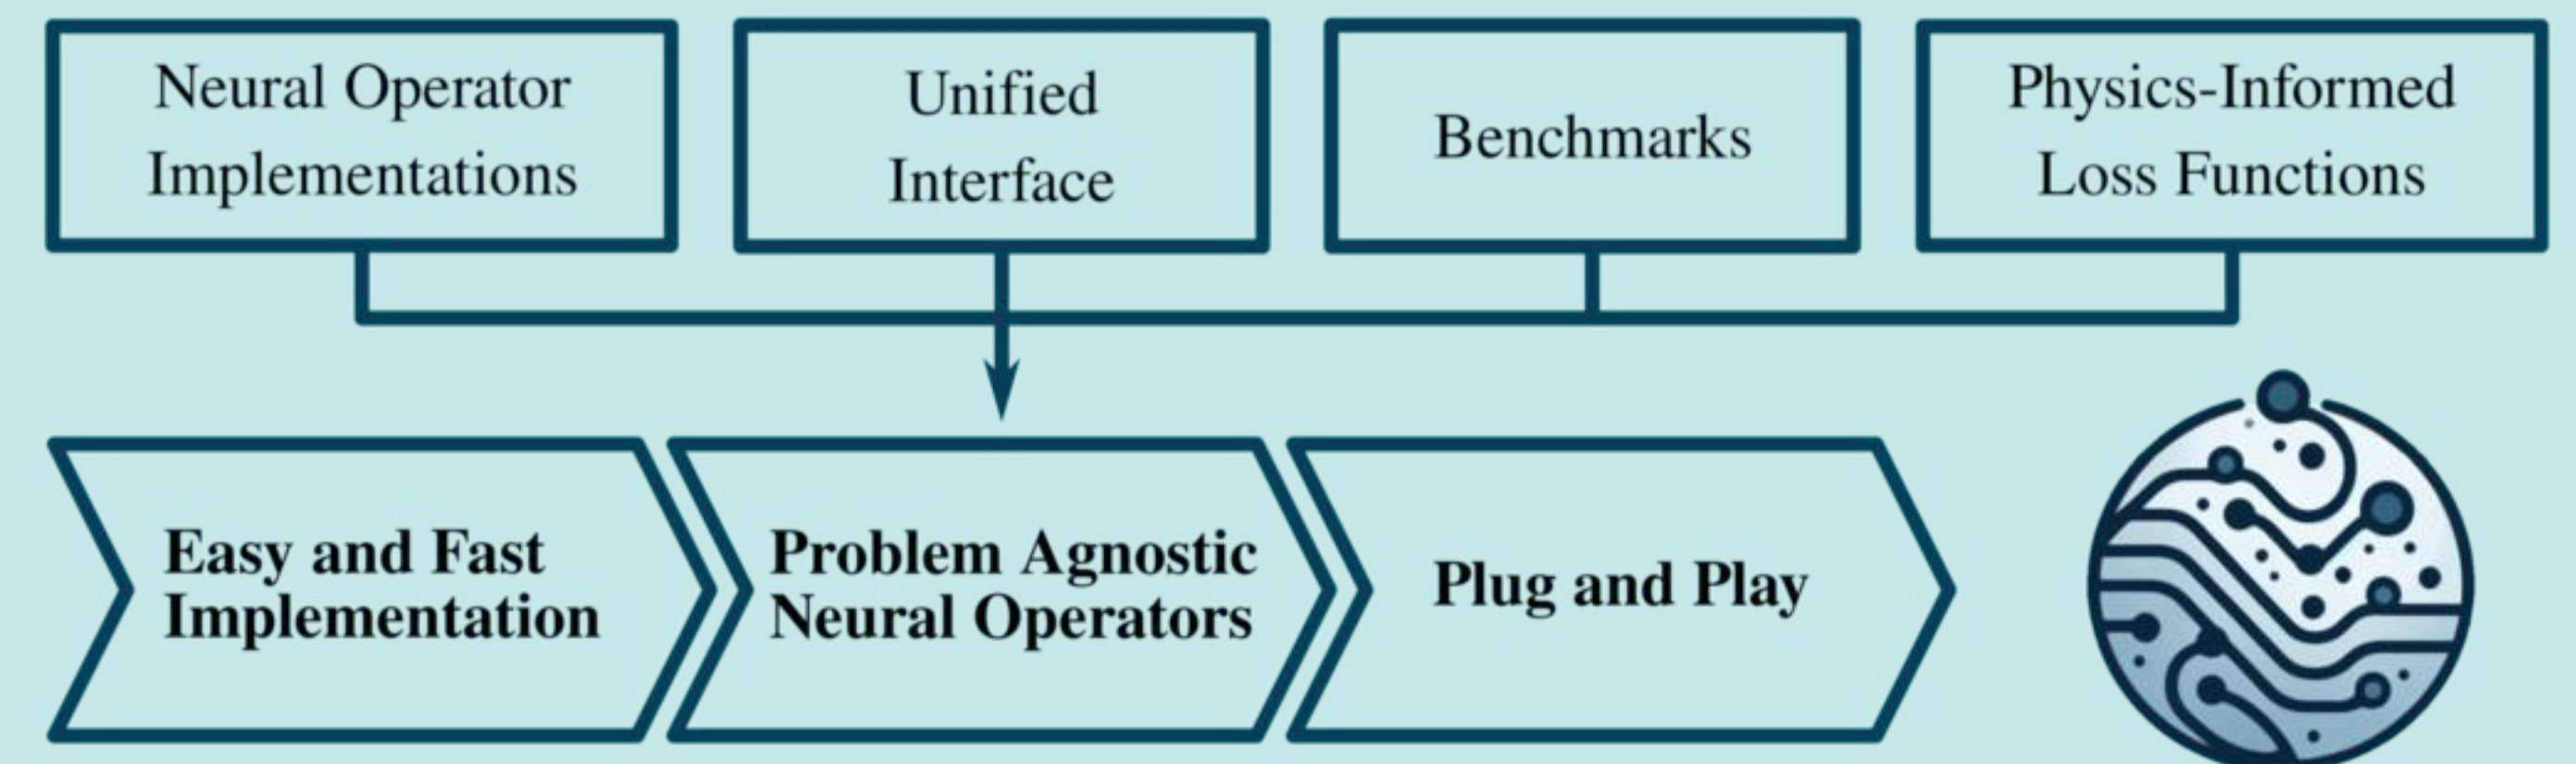 Neural Operator
Implementations
Unified
Interface
Benchmarks
Physics-Informed
Loss Functions
Easy and Fast
Implementation
Problem Agnostic
Neural Operators
Plug and Play